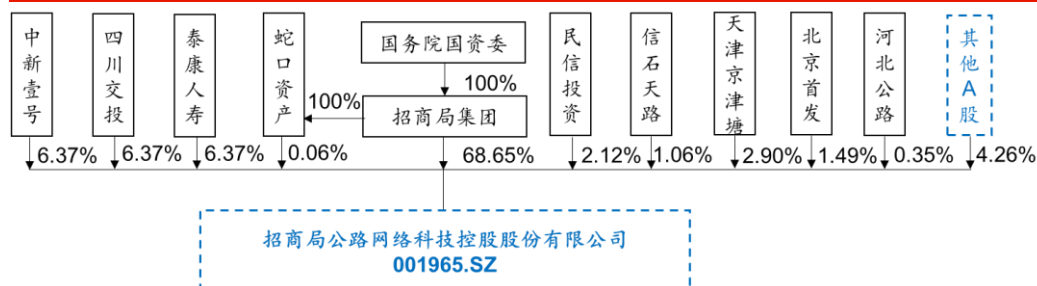 中新壹号
四川交投
泰康人寿
蛇口资产
国务院国资委
100%
100%
招商局集团
民信投资
信石天路
天津京津塘
北京首发
河北公路
其他A股
6.37%
6.37%
6.37%
0.06%
68.65%
2.12%
1.06%
2.90%
1.49%
0.35%
4.26%
招商局公路网络科技控股股份有限公司
001965.SZ